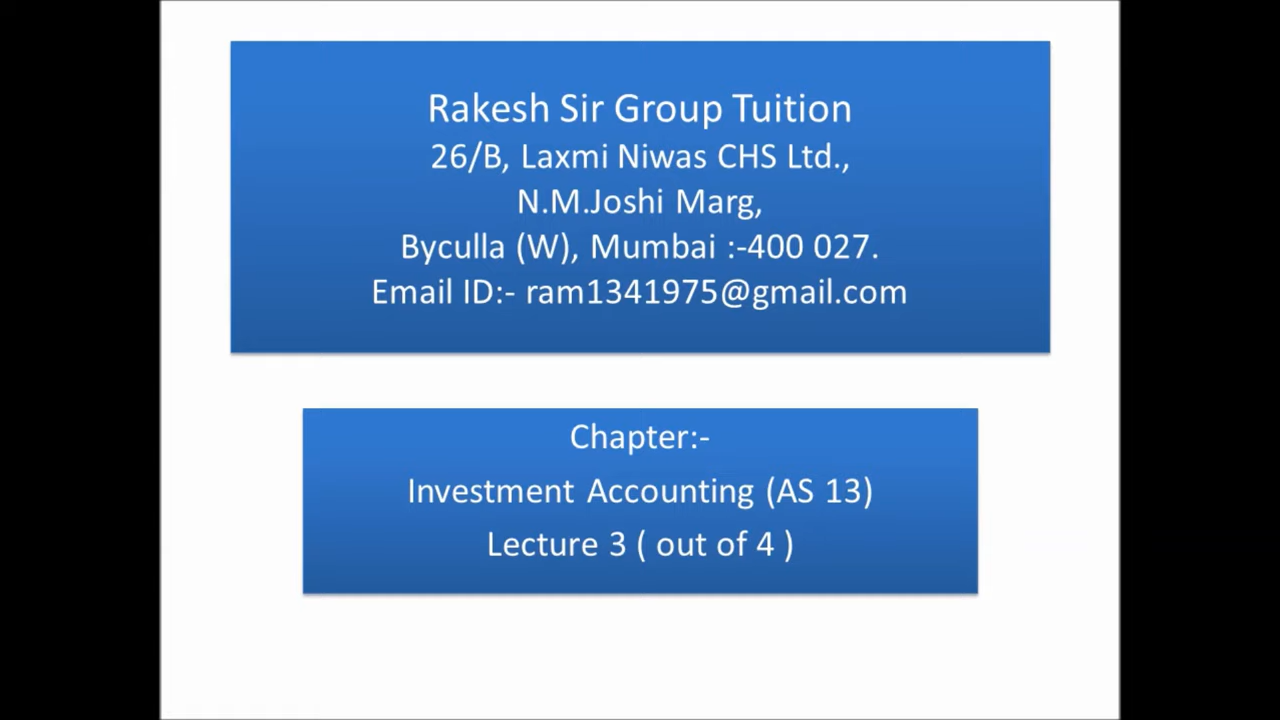 Rakesh Sir Group Tuition
26/B, Laxmi Niwas CHS Ltd.,
N.M.Joshi Marg,
Byculla (W), Mumbai :-400 027.
Email ID:- ram1341975@gmail.com
Chapter:-
Investment Accounting (AS 13)
Lecture 3 ( out of 4 )